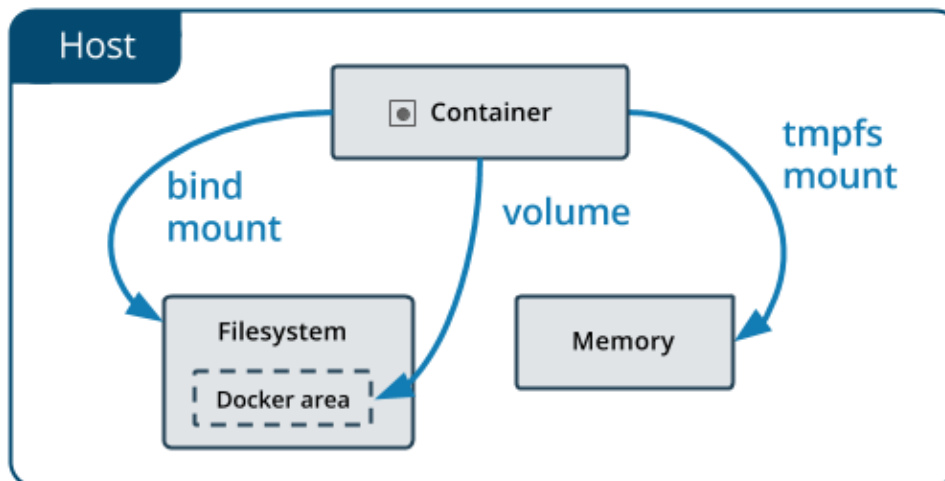 Host
Container
bind
mount
volume
tmpfs
mount
Filesystem
Docker area
Memory